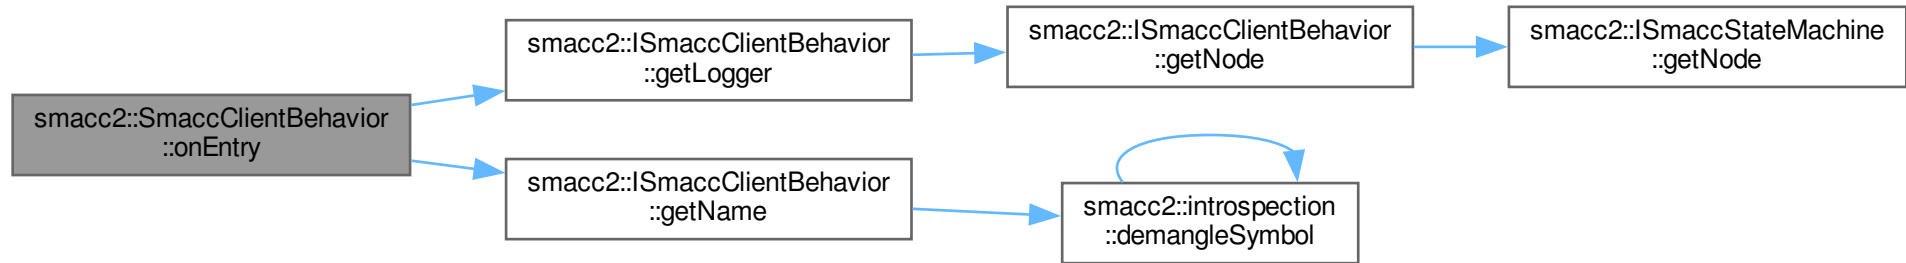 smacc2::SmaccClientBehavior
::onEntry
smacc2::ISmaccClientBehavior
::getLogger
smacc2::ISmaccClientBehavior
::getNode
smacc2::ISmaccStateMachine
::getNode
smacc2::ISmaccClientBehavior
::getName
smacc2::introspection
::demangleSymbol